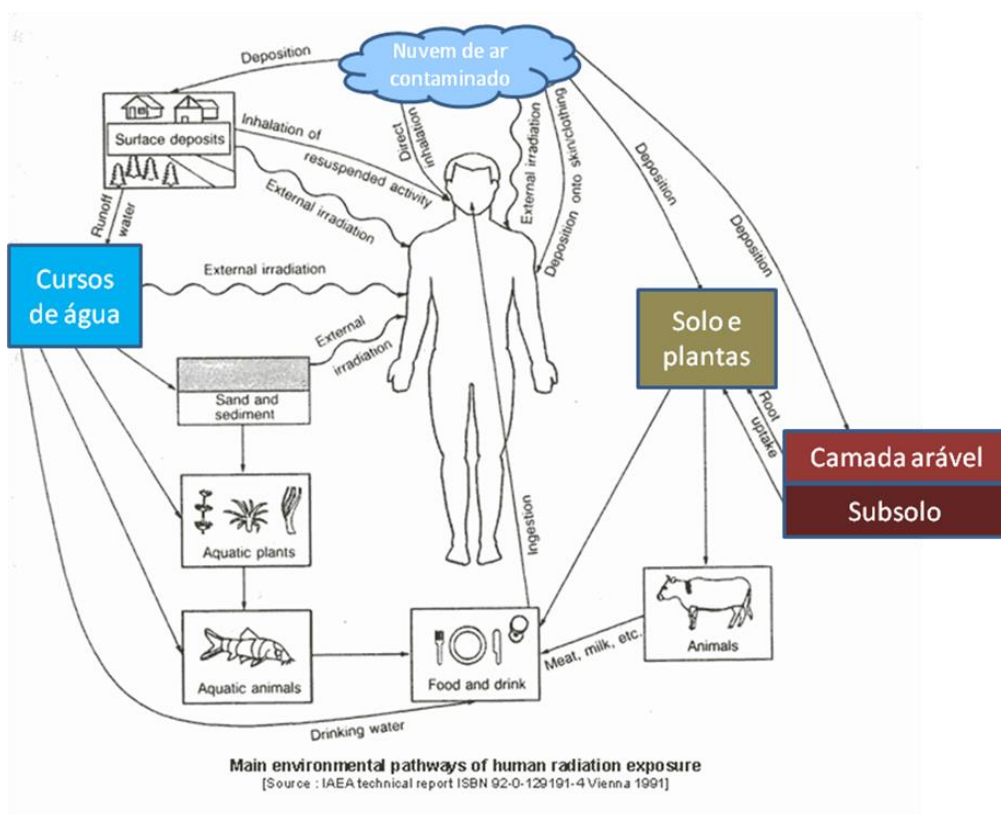 Nuvem de ar
contaminado
Deposition
Surface deposits
Inhalation of
resuspended activity
Direct
inhalation
External irradiation
Deposition onto skin/clothing
External irradiation
Deposition
Deposition
Runoff
water
Cursos
de água
External irradiation
External
irradiation
Sand and
sediment
Solo e
plantas
Root
uptake
Camada arável
Subsolo
Aquatic plants
Ingestion
Aquatic animals
Food and drink
Meat, milk, etc.
Animals
Drinking water
Main environmental pathways of human radiation exposure
[Source : IAEA technical report ISBN 92-0-129191-4 Vienna 1991]